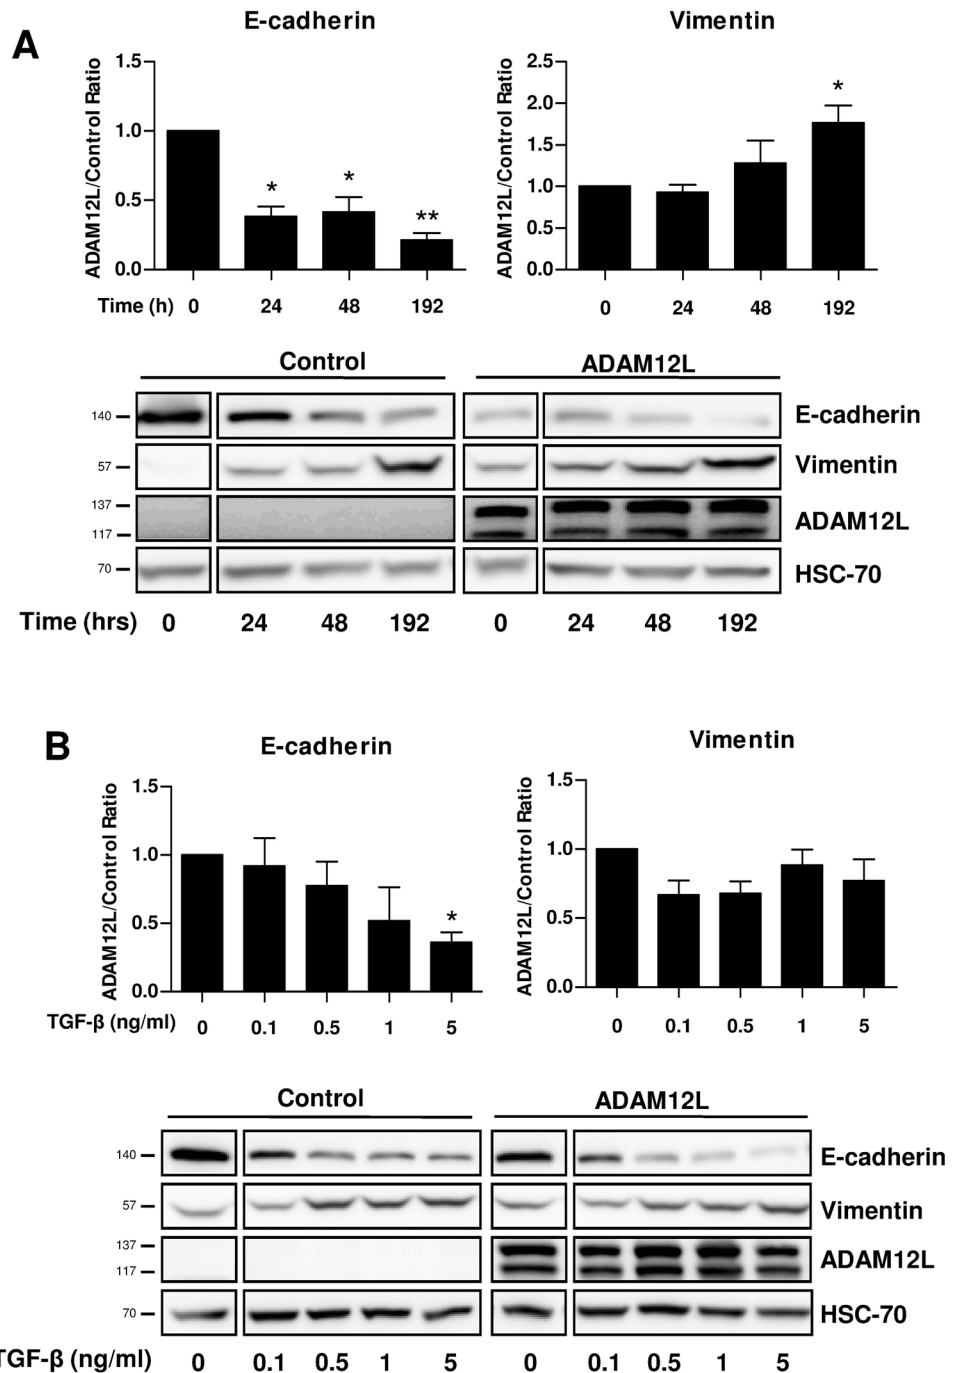 A
E-cadherin
Vimentin
ADAM12L/Control Ratio
1.5
1.0
0.5
0.0
*
*
**
Time (h) 0 24 48 192
ADAM12L/Control Ratio
2.5
2.0
1.5
1.0
0.5
0.0
*
0 24 48 192
Control
ADAM12L
140
E-cadherin
57
Vimentin
137
117
ADAM12L
70
HSC-70
Time (hrs) 0 24 48 192 0 24 48 192
B
E-cadherin
Vimentin
ADAM12L/Control Ratio
1.5
1.0
0.5
0.0
*
TGF-β (ng/ml) 0 0.1 0.5 1 5
ADAM12L/Control Ratio
1.5
1.0
0.5
0.0
0 0.1 0.5 1 5
Control
ADAM12L
140
E-cadherin
57
Vimentin
137
117
ADAM12L
70
HSC-70
TGF-β (ng/ml) 0 0.1 0.5 1 5 0 0.1 0.5 1 5